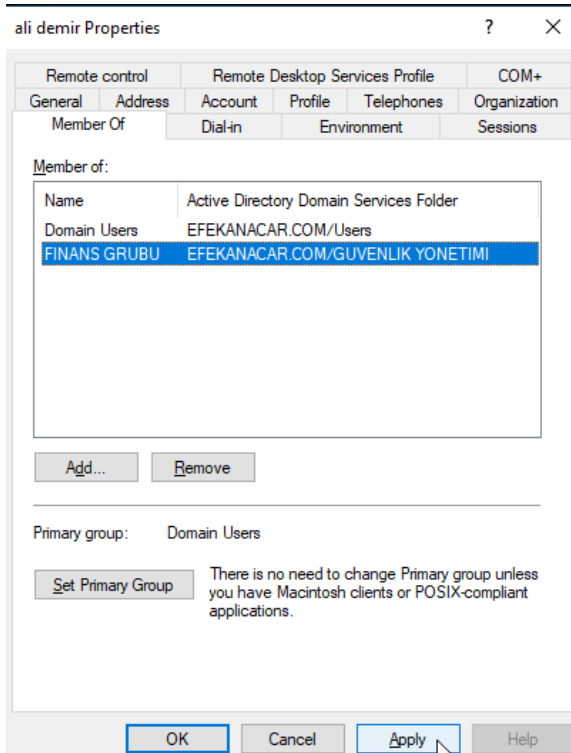 ali demir Properties
Remote control Remote Desktop Services Profile COM+
General Address Account Profile Telephones Organization
Member Of Dial-in Environment Sessions
Member of:
Name Active Directory Domain Services Folder
Domain Users EFEKANACAR.COM/Users
FINANS GRUBU EFEKANACAR.COM/GUVENLIK YONETIMI
Add... Remove
Primary group: Domain Users
Set Primary Group
There is no need to change Primary group unless
you have Macintosh clients or POSIX-compliant
applications.
OK Cancel Apply Help